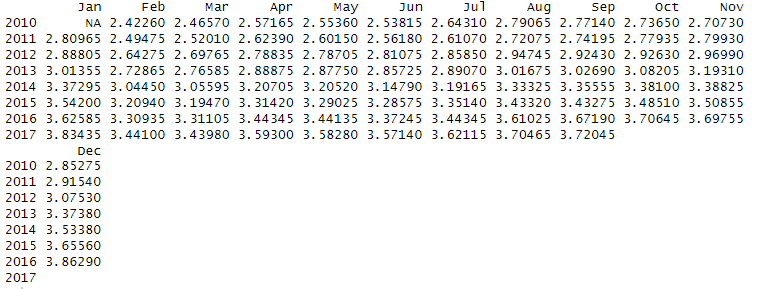 Jan Feb Mar Apr May Jun Jul Aug Sep Oct Nov
2010 NA 2.42260 2.46570 2.57165 2.55360 2.53815 2.64310 2.79065 2.77140 2.73650 2.70730
2011 2.80965 2.49475 2.52010 2.62390 2.60150 2.56180 2.61070 2.72075 2.74195 2.77935 2.79930
2012 2.88805 2.64275 2.69765 2.78835 2.78705 2.81075 2.85850 2.94745 2.92430 2.92630 2.96990
2013 3.01355 2.72865 2.76585 2.88875 2.87750 2.85725 2.89070 3.01675 3.02690 3.08205 3.19310
2014 3.37295 3.04450 3.05595 3.20705 3.20520 3.14790 3.19165 3.33325 3.35555 3.38100 3.38825
2015 3.54200 3.20940 3.19470 3.31420 3.29025 3.28575 3.35140 3.43320 3.43275 3.48510 3.50855
2016 3.62585 3.30935 3.31105 3.44345 3.44135 3.37245 3.44345 3.61025 3.67190 3.70645 3.69755
2017 3.83435 3.44100 3.43980 3.59300 3.58280 3.57140 3.62115 3.70465 3.72045
Dec
2010 2.85275
2011 2.91540
2012 3.07530
2013 3.37380
2014 3.53380
2015 3.65560
2016 3.86290
2017